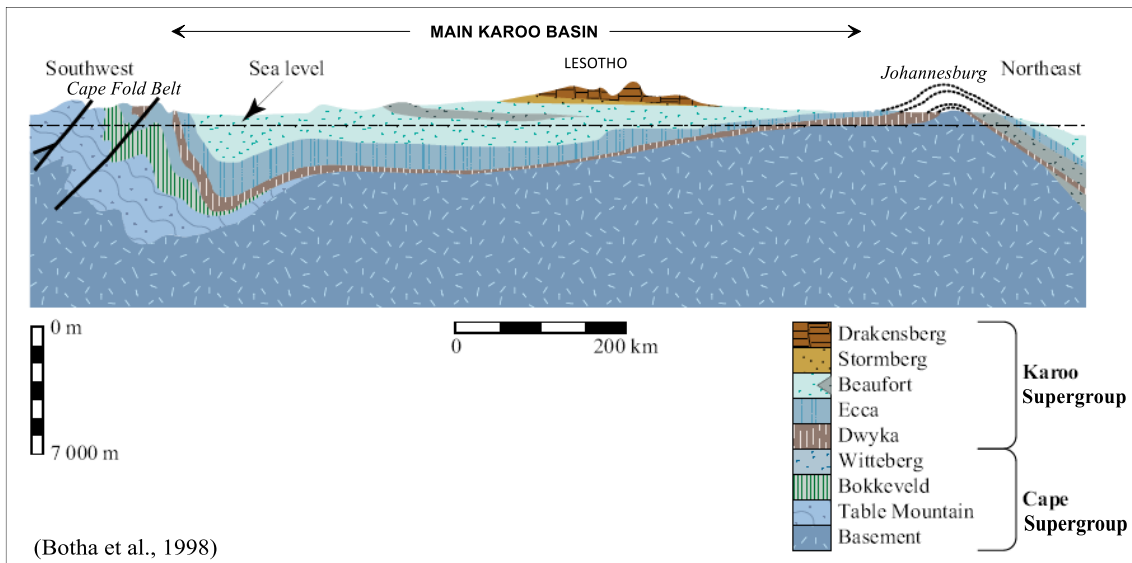 MAIN KAROO BASIN
Southwest
Cape Fold Belt
Sea level
LESOTHO
Johannesburg
Northeast
0 m
7 000 m
0
200 km
Drakensberg
Stormberg
Beaufort
Ecca
Dwyka
Witteberg
Bokkeveld
Table Mountain
Basement
Karoo
Supergroup
Cape
Supergroup
(Botha et al., 1998)